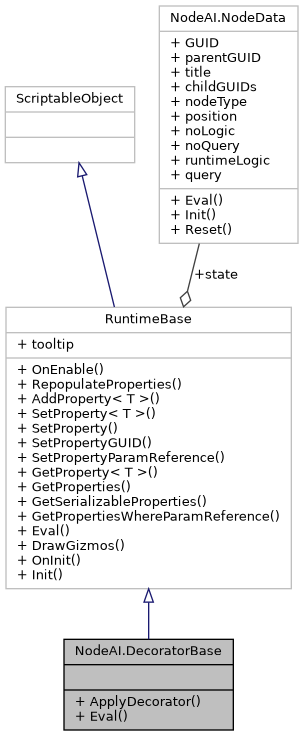 NodeAI.NodeData
+ GUID
+ parentGUID
+ title
+ childGUIDs
+ nodeType
+ position
+ noLogic
+ noQuery
+ runtimeLogic
+ query
+ Eval()
+ Init()
+ Reset()
ScriptableObject
+state
RuntimeBase
+ tooltip
+ OnEnable()
+ RepopulateProperties()
+ AddProperty< T >()
+ SetProperty< T >()
+ SetProperty()
+ SetPropertyGUID()
+ SetPropertyParamReference()
+ GetProperty< T >()
+ GetProperties()
+ GetSerializableProperties()
+ GetPropertiesWhereParamReference()
+ Eval()
+ DrawGizmos()
+ OnInit()
+ Init()
NodeAI.DecoratorBase
+ ApplyDecorator()
+ Eval()